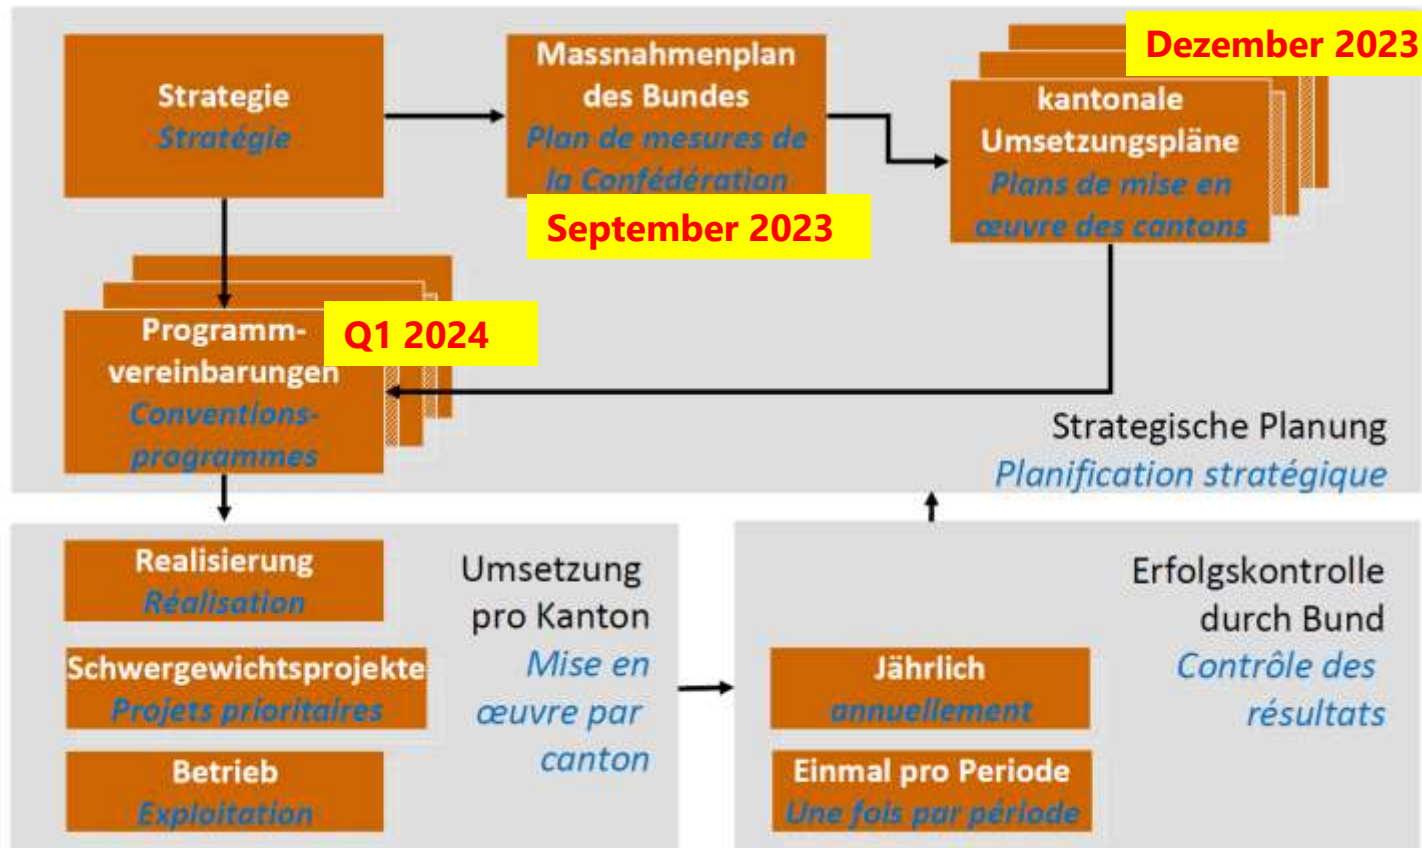 Strategie
Stratégie
Massnahmenplan
des Bundes
Plan de mesures de
la Confédération
September 2023
Dezember 2023
kantonale
Umsetzungspläne
Plans de mise en
œuvre des cantons
Programm-
vereinbarungen
Conventions-
programmes
Q1 2024
Strategische Planung
Planification stratégique
Realisierung
Réalisation
Schwergewichtsprojekte
Projets prioritaires
Betrieb
Exploitation
Umsetzung
pro Kanton
Mise en
œuvre par
canton
Jährlich
annuellement
Einmal pro Periode
Une fois par période
Erfolgskontrolle
durch Bund
Contrôle des
résultats